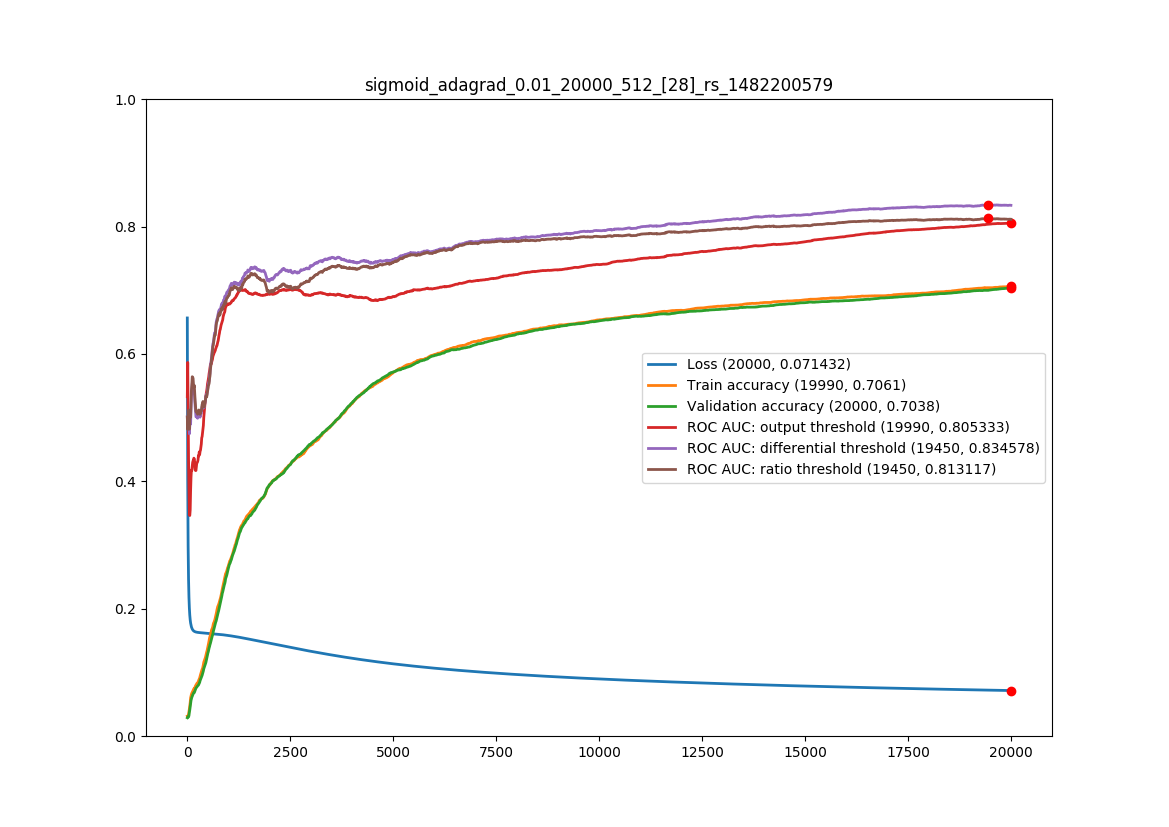 sigmoid_adagrad_0.01_20000_512_[28]_rs_1482200579
1.0
0.8
0.6
0.4
0.2
0.0
Loss (20000, 0.071432)
Train accuracy (19990, 0.7061)
Validation accuracy (20000, 0.7038)
ROC AUC: output threshold (19990, 0.805333)
ROC AUC: differential threshold (19450, 0.834578)
ROC AUC: ratio threshold (19450, 0.813117)
0 2500 5000 7500 10000 12500 15000 17500 20000